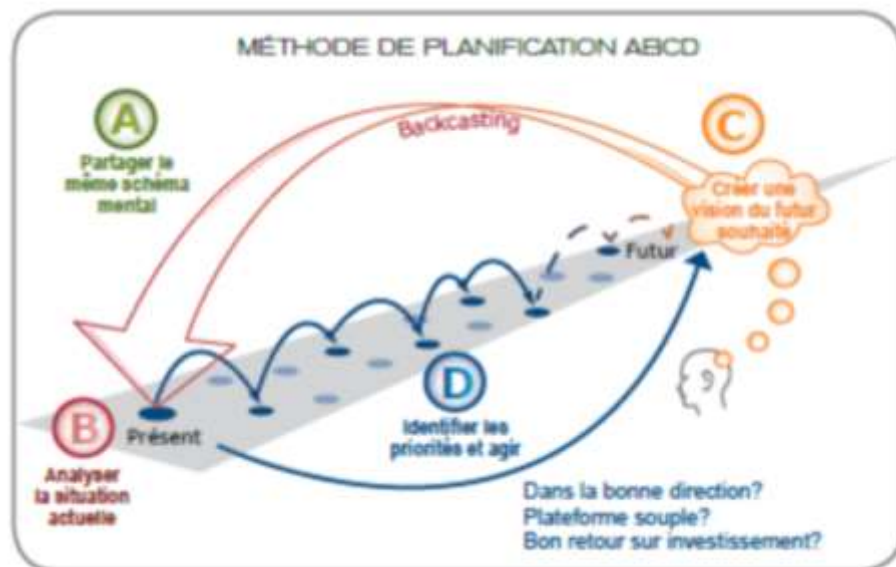 MÉTHODE DE PLANIFICATION ABCD
A
Partager le
même schéma
mental
Backcasting
C
Créer une
vision du futur
souhaité
Futur
D
Identifier les
priorités et agir
B
Présent
Analyser
la situation
actuelle
Dans la bonne direction?
Plateforme souple?
Bon retour sur investissement?